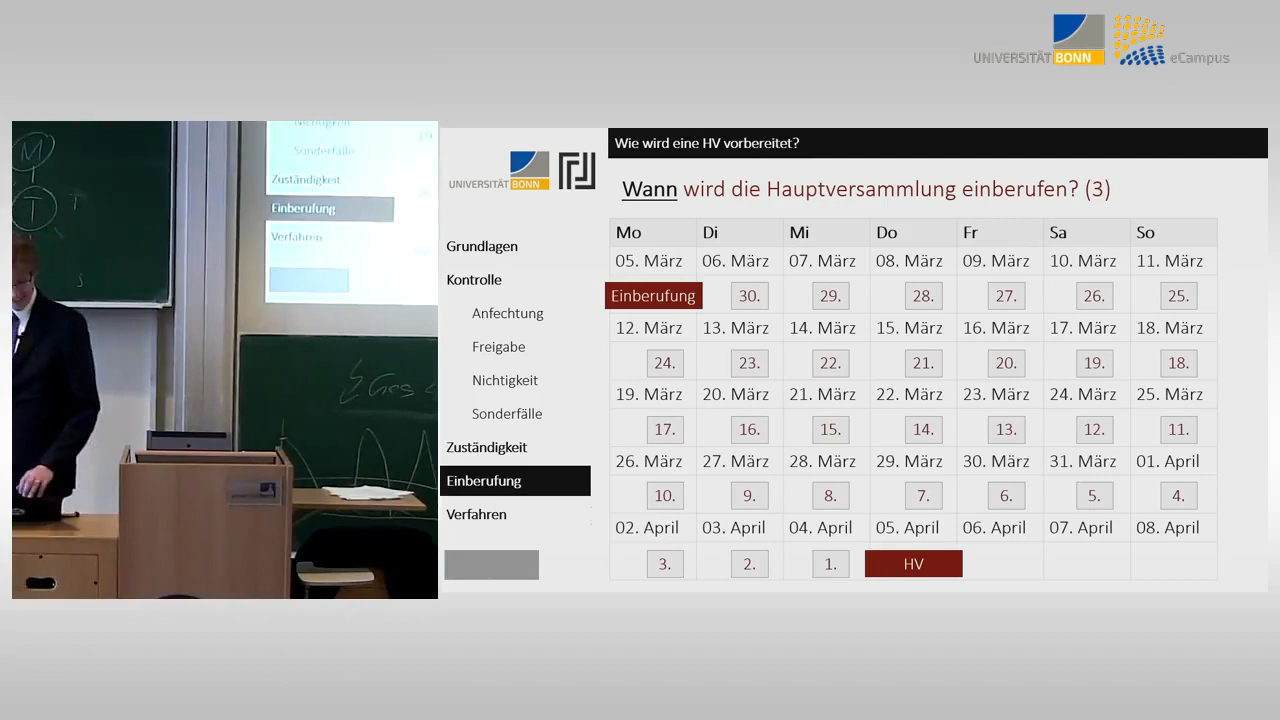 UNIVERSITÄT BONN eCampus
M
T T
s
Σ Ges
Sonderfälle
Zuständigkeit
Einberufung
Verfahren
UNIVERSITÄT BONN
Grundlagen
Kontrolle
Anfechtung
Freigabe
Nichtigkeit
Sonderfälle
Zuständigkeit
Einberufung
Verfahren
Wie wird eine HV vorbereitet?
Wann wird die Hauptversammlung einberufen? (3)
Mo Di Mi Do Fr Sa So
05. März 06. März 07. März 08. März 09. März 10. März 11. März
Einberufung 30. 29. 28. 27. 26. 25.
12. März 13. März 14. März 15. März 16. März 17. März 18. März
24. 23. 22. 21. 20. 19. 18.
19. März 20. März 21. März 22. März 23. März 24. März 25. März
17. 16. 15. 14. 13. 12. 11.
26. März 27. März 28. März 29. März 30. März 31. März 01. April
10. 9. 8. 7. 6. 5. 4.
02. April 03. April 04. April 05. April 06. April 07. April 08. April
3. 2. 1. HV